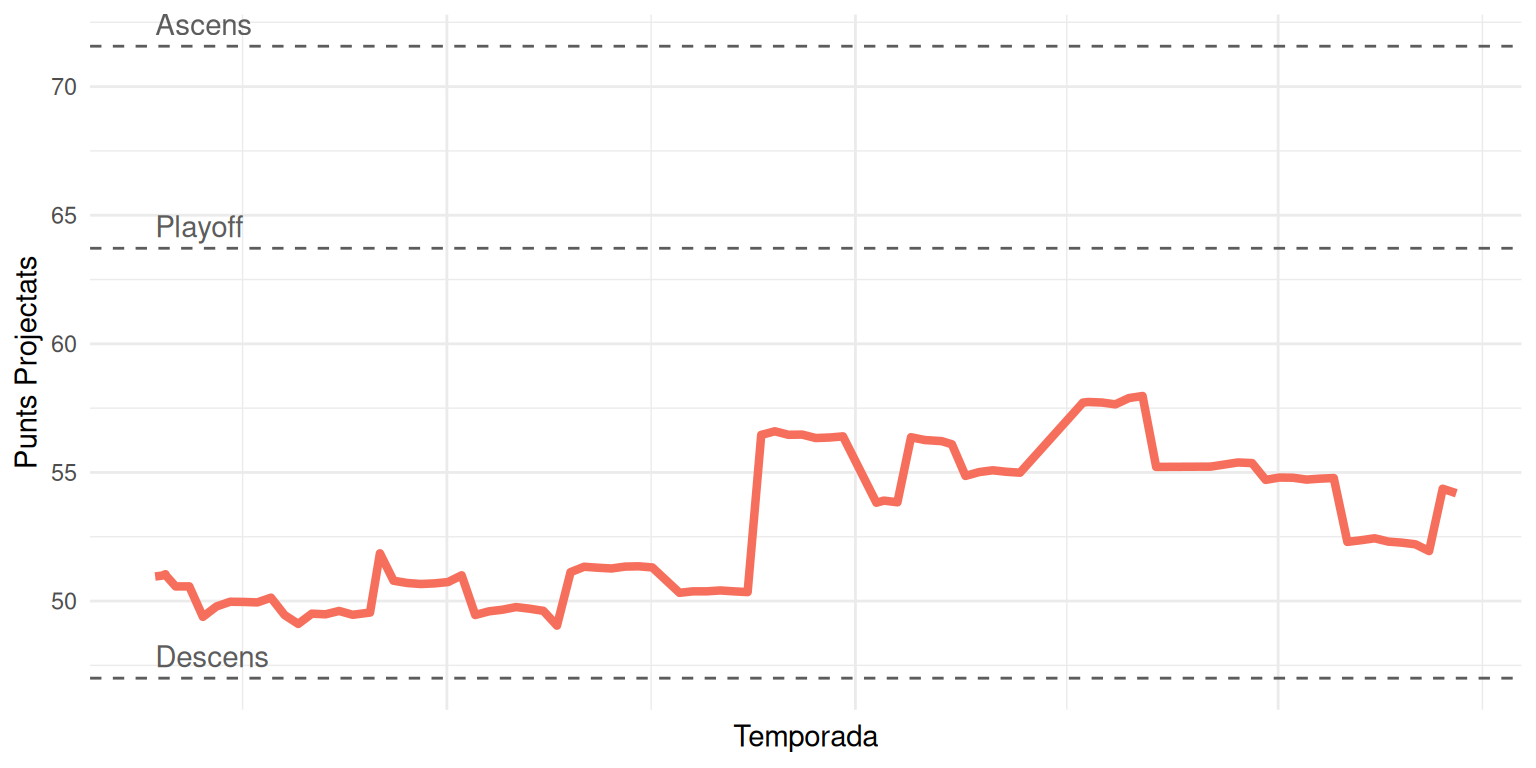 Ascens
70
65
Playoff
Punts Projectats
60
55
50
Descens
Temporada